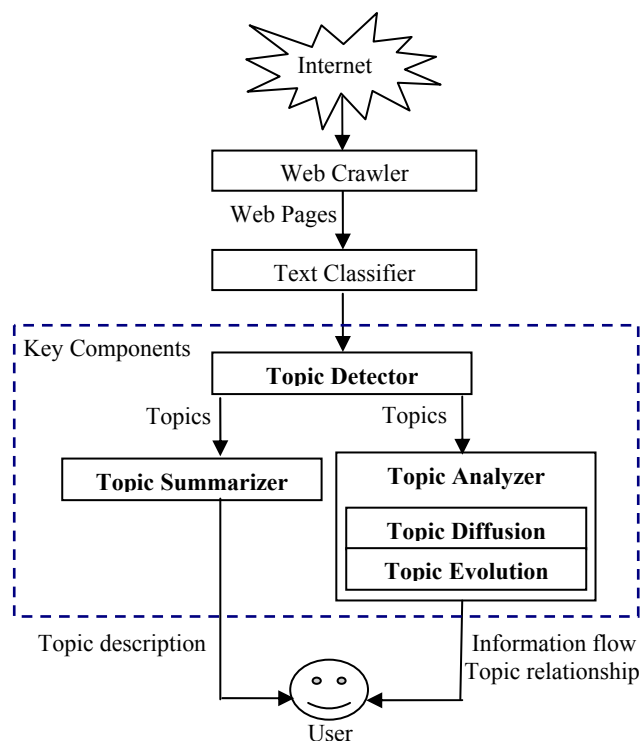 Internet
Web Crawler
Web Pages
Text Classifier
Key Components
Topic Detector
Topics
Topics
Topic Summarizer
Topic Analyzer
Topic Diffusion
Topic Evolution
Topic description
Information flow
Topic relationship
User